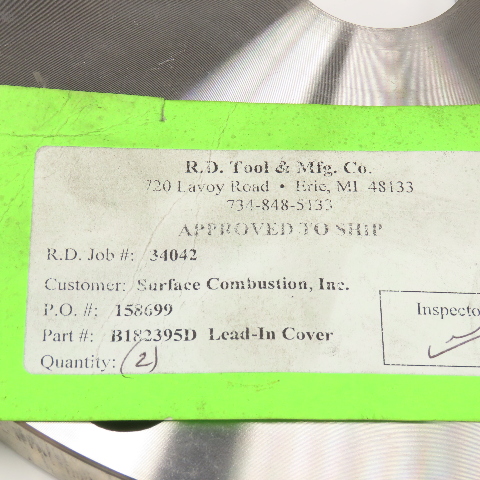 R.D. Tool & Mfg. Co.
720 Lavoy Road • Erie, MI 48133
734-848-5133
APPROVED TO SHIP
R.D. Job #: 34042
Customer: Surface Combustion, Inc.
P.O. #: 158699
Inspecto
Part #: B182395D Lead-In Cover
Quantity: (2)